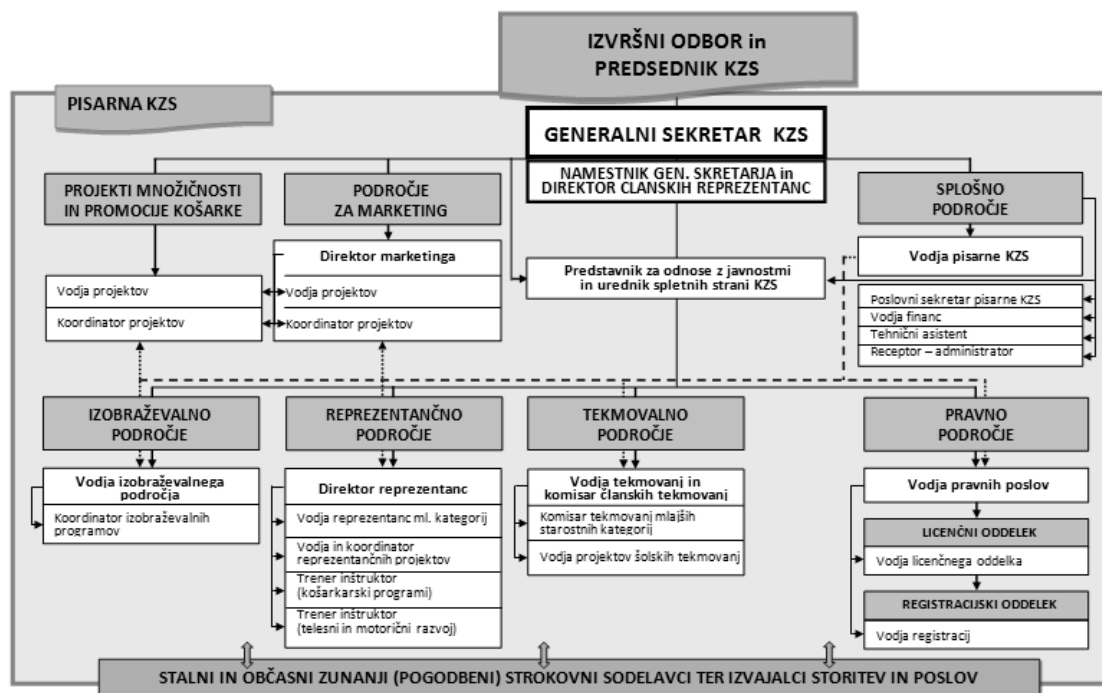 IZVRŠNI ODBOR in
PREDSEDNIK KZS
PISARNA KZS
GENERALNI SEKRETAR KZS
NAMESTNIK GEN. SKRETARJA in
DIREKTOR CLANSKIH REPREZENTANC
PROJEKTI MNOŽIČNOSTI
IN PROMOCIJE KOŠARKE
PODROČJE
ZA MARKETING
SPLOŠNO
PODROČJE
Direktor marketinga
Vodja projektov
Koordinator projektov
Vodja projektov
Koordinator projektov
Predstavnik za odnose z javnostmi
in urednik spletnih strani KZS
Vodja pisarne KZS
Poslovni sekretar pisarne KZS
Vodja financ
Tehnični asistent
Receptor – administrator
IZOBRAŽEVALNO
PODROČJE
REPREZENTANČNO
PODROČJE
TEKMOVALNO
PODROČJE
PRAVNO
PODROČJE
Vodja izobraževalnega
področja
Koordinator izobraževalnih
programov
Direktor reprezentanc
Vodja reprezentanc ml. kategorij
Vodja in koordinator
reprezentančnih projektov
Trener inštruktor
(košarkarski programi)
Trener inštruktor
(telesni in motorični razvoj)
Vodja tekmovanj in
komisar članskih tekmovanj
Komisar tekmovanj mlajših
starostnih kategorij
Vodja projektov šolskih tekmovanj
Vodja pravnih poslov
LICENČNI ODDELEK
Vodja licenčnega oddelka
REGISTRACIJSKI ODDELEK
Vodja registracij
STALNI IN OBČASNI ZUNANJI (POGODBENI) STROKOVNI SODELAVCI TER IZVAJALCI STORITEV IN POSLOV